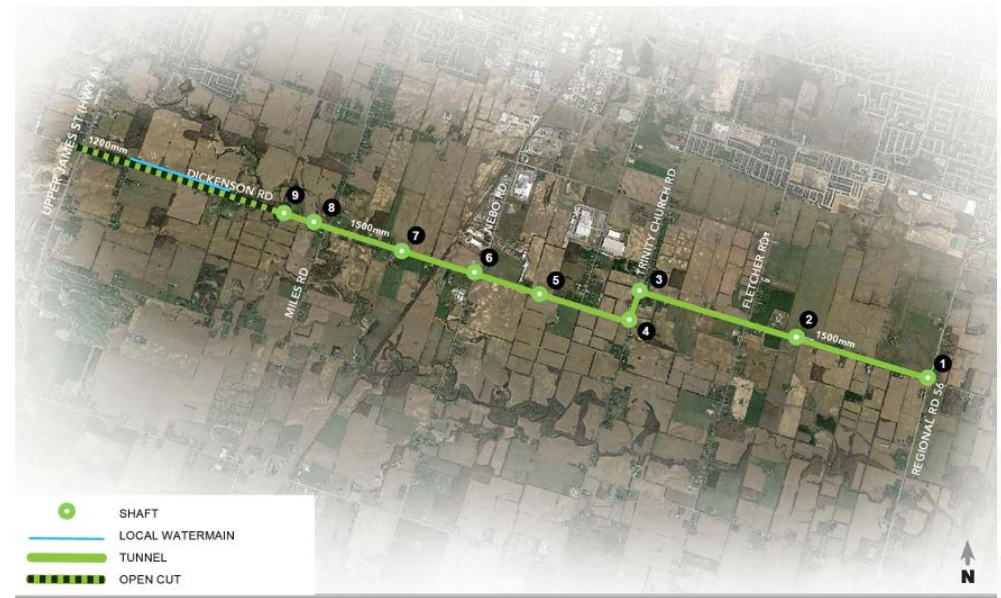 UPPER JAMES ST (HWY 6)
1200mm
DICKENSON RD
9
8
1500mm
7
MILES RD
6
NEBO RD
5
TRINITY CHURCH RD
3
4
FLETCHER RD
2
1500mm
1
REGIONAL RD 56
SHAFT
LOCAL WATERMAIN
TUNNEL
OPEN CUT
N